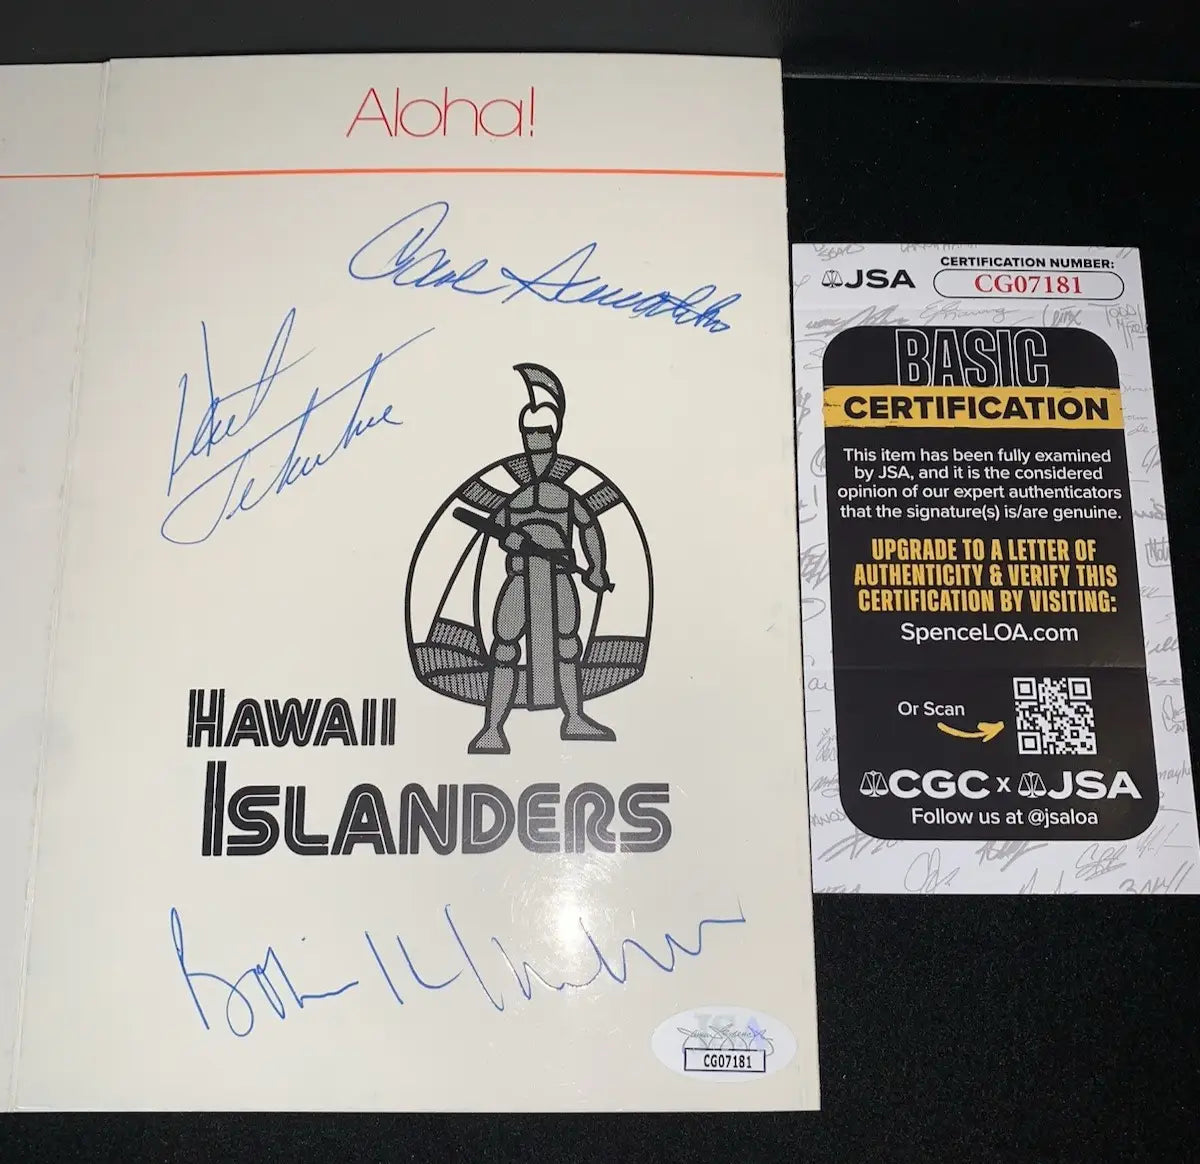 Aloha!
HAWAII
ISLANDERS
CG07181
JSA
CERTIFICATION NUMBER:
CG07181
BASIC
CERTIFICATION
This item has been fully examined
by JSA, and it is the considered
opinion of our expert authenticators
that the signature(s) is/are genuine.
UPGRADE TO A LETTER OF
AUTHENTICITY & VERIFY THIS
CERTIFICATION BY VISITING:
SpenceLOA.com
Or Scan
CGC x JSA
Follow us at @jsaloa